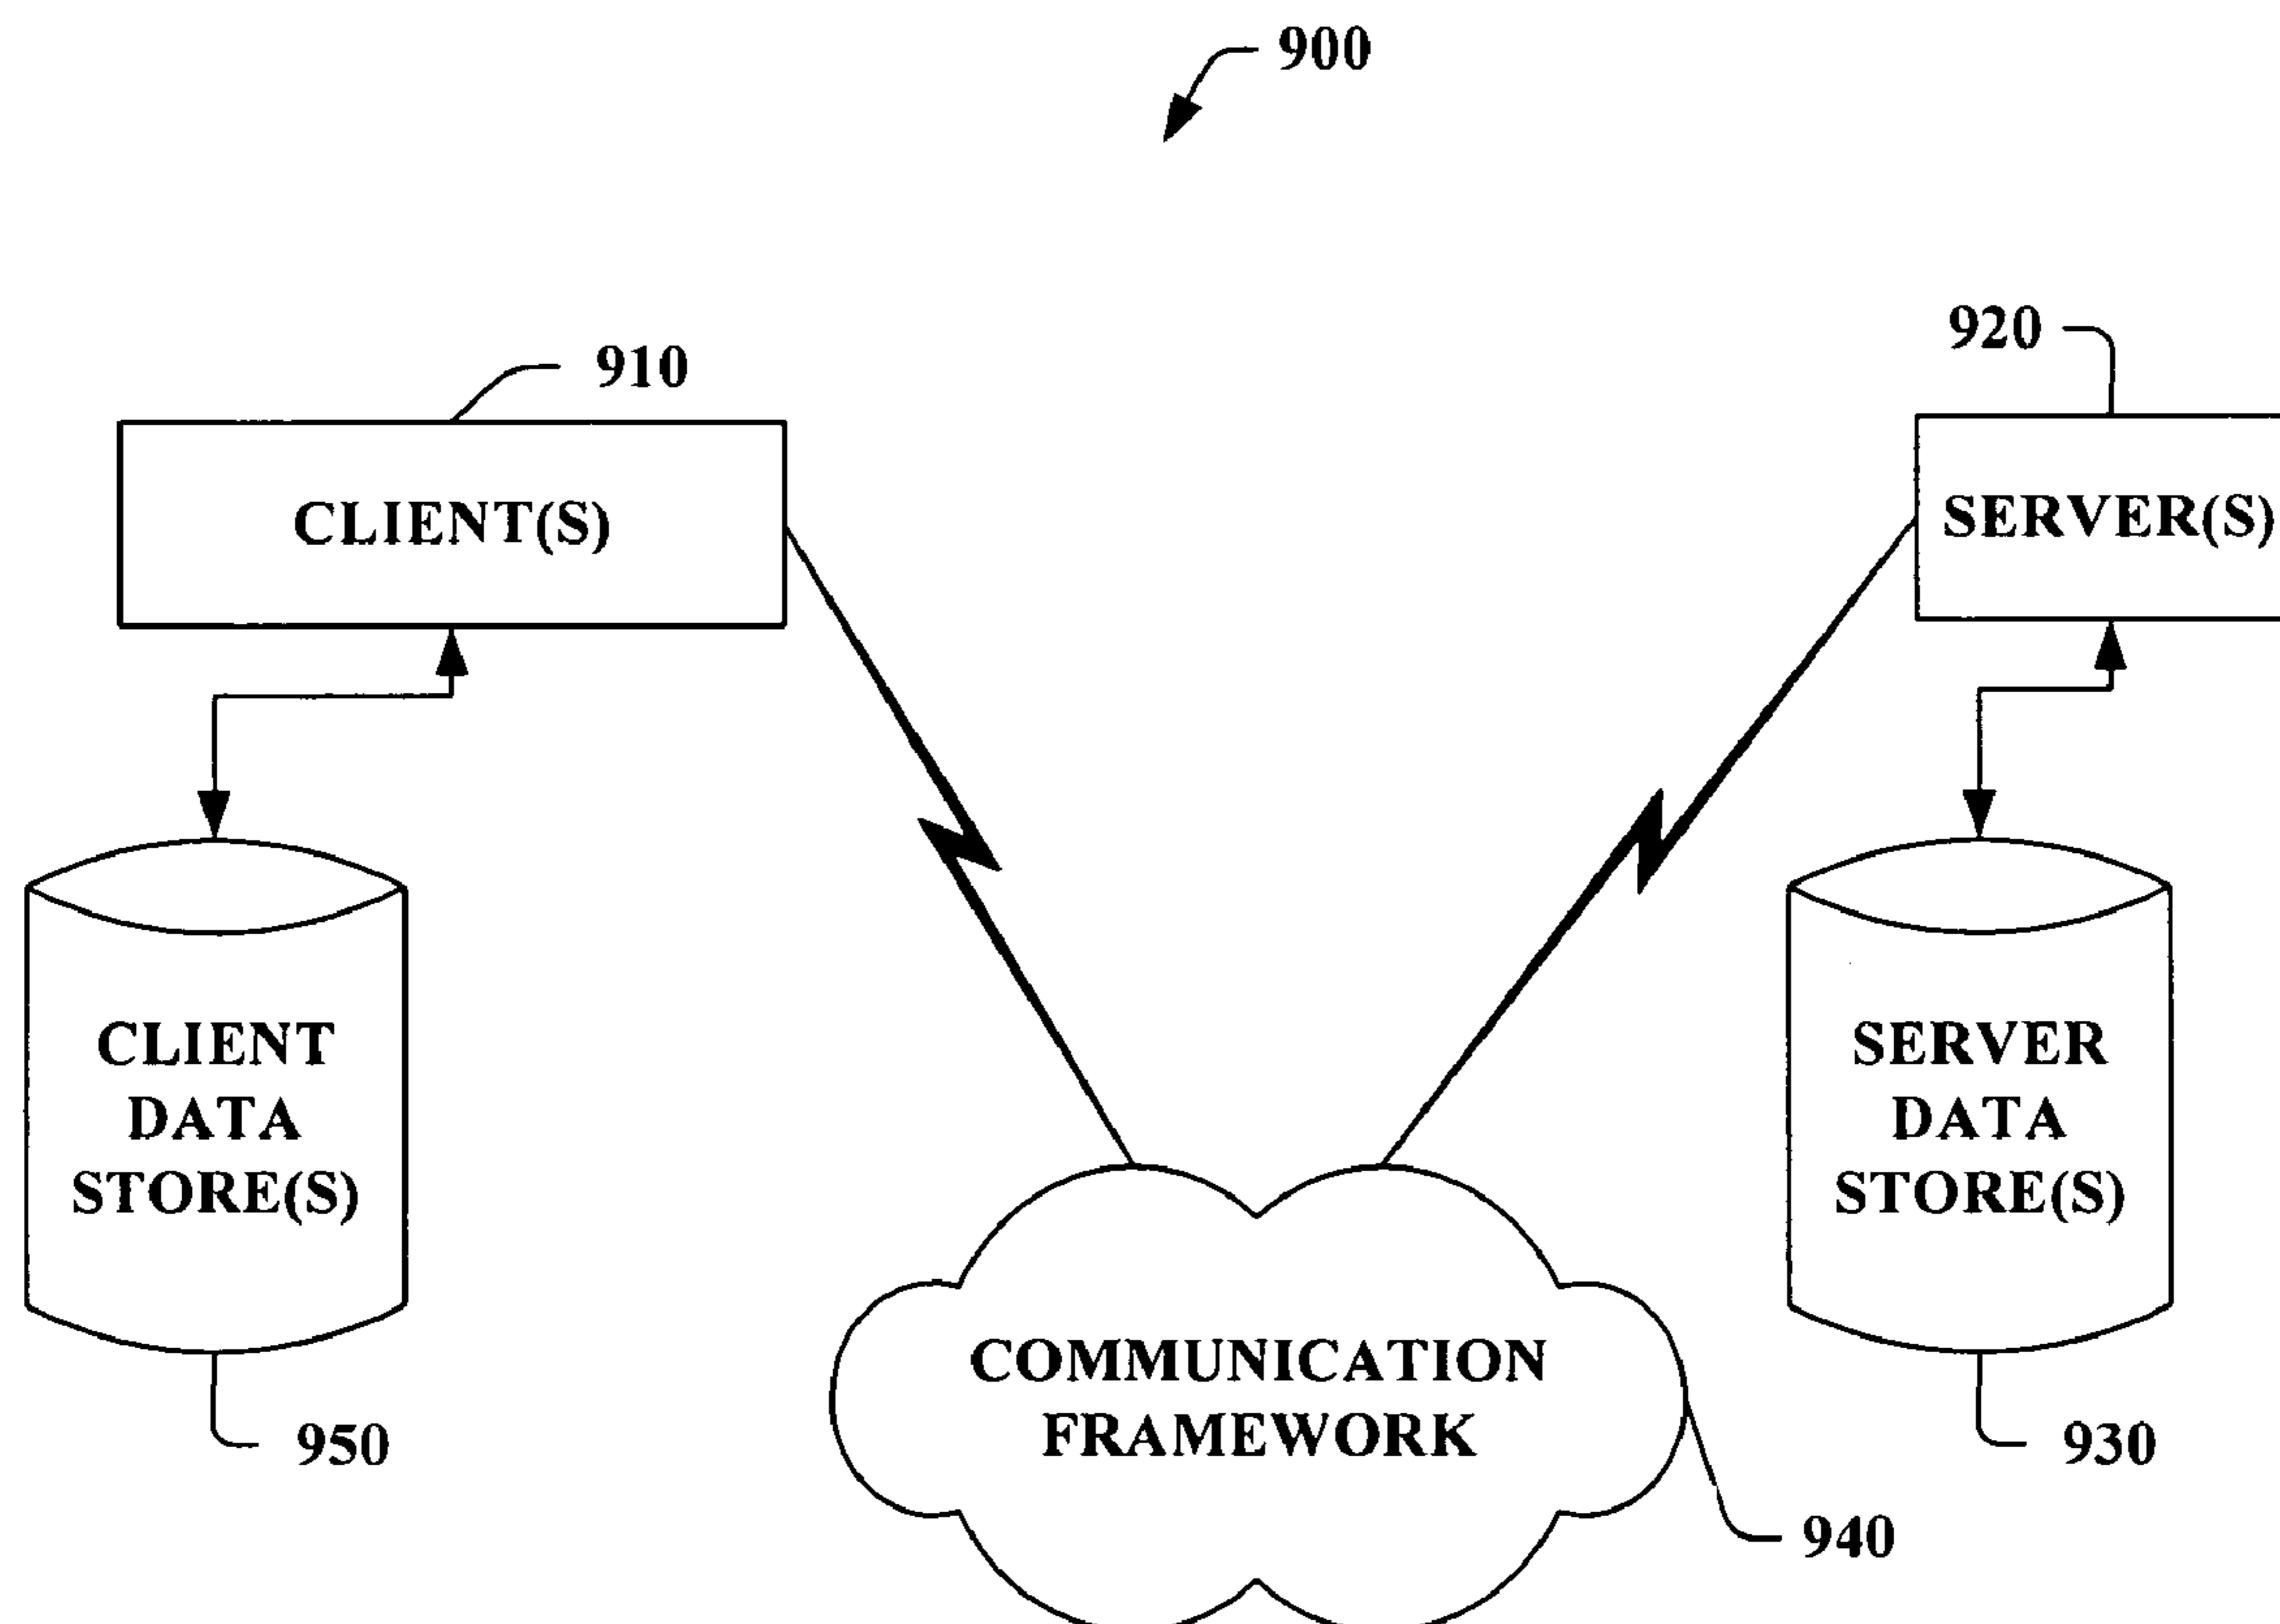 900
910
920
CLIENT(S)
SERVER(S)
CLIENT
DATA
STORE(S)
SERVER
DATA
STORE(S)
COMMUNICATION
FRAMEWORK
950
930
940